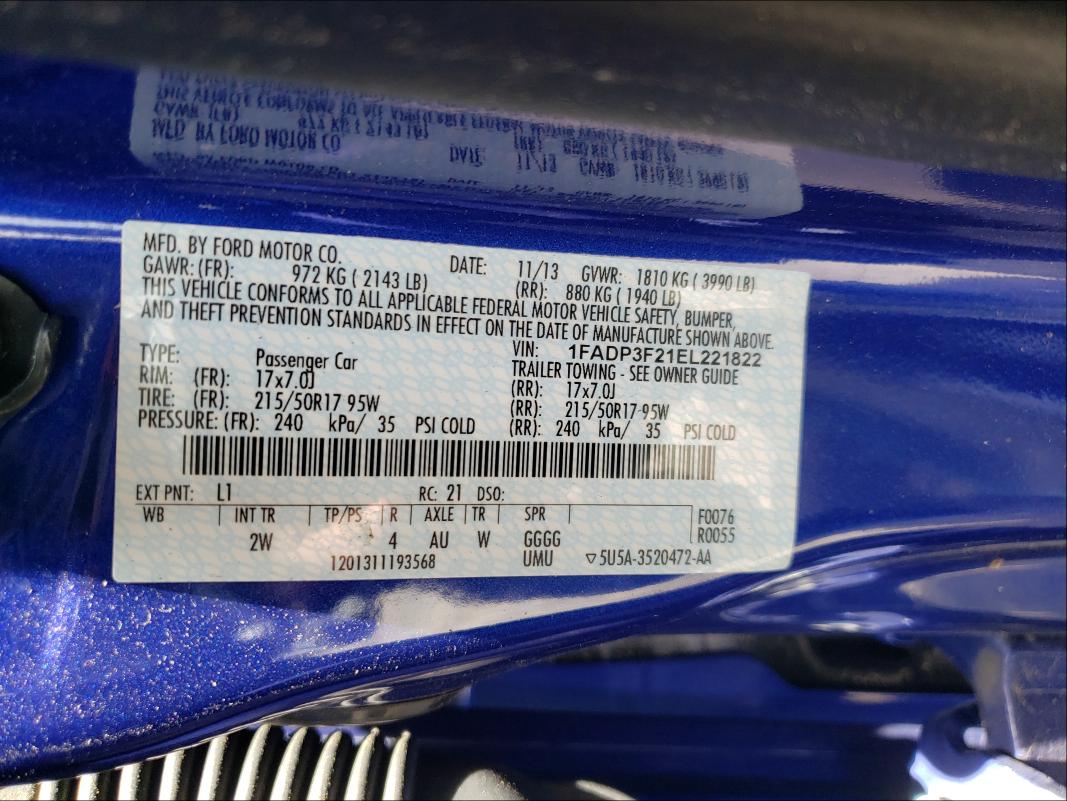 MFD. BY FORD MOTOR CO. DATE: 11/13 GVWR: 1810 KG ( 3990 LB)
GAWR: (FR): 972 KG ( 2143 LB) (RR): 880 KG ( 1940 LB)
THIS VEHICLE CONFORMS TO ALL APPLICABLE FEDERAL MOTOR VEHICLE SAFETY, BUMPER,
AND THEFT PREVENTION STANDARDS IN EFFECT ON THE DATE OF MANUFACTURE SHOWN ABOVE.
VIN: 1FADP3F21EL221822
TYPE: Passenger Car TRAILER TOWING - SEE OWNER GUIDE
RIM: (FR): 17x7.0J (RR): 17x7.0J
TIRE: (FR): 215/50R17 95W (RR): 215/50R17 95W
PRESSURE: (FR): 240 kPa/ 35 PSI COLD (RR): 240 kPa/ 35 PSI COLD
EXT PNT: L1 RC: 21 DSO:
WB INT TR TP/PS R AXLE TR SPR F0076
R0055
2W 4 AU W GGGG
1201311193568 UMU ▽5U5A-3520472-AA